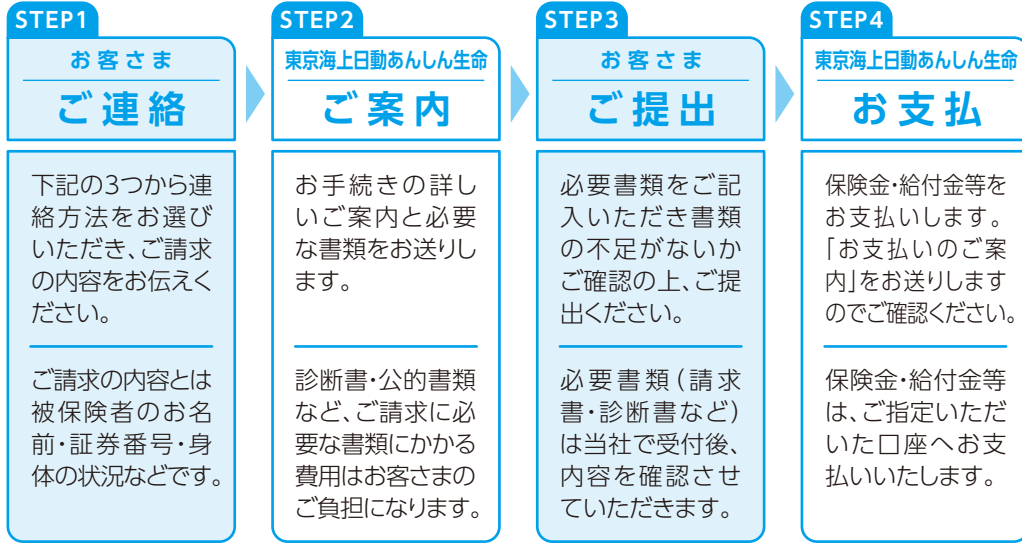 STEP1
お客さま
ご連絡
下記の3つから連
絡方法をお選び
いただき、ご請求
の内容をお伝えく
ださい。
ご請求の内容とは
被保険者のお名
前・証券番号・身
体の状況などです。
STEP2
東京海上日動あんしん生命
ご案内
お手続きの詳し
いご案内と必要
な書類をお送りし
ます。
診断書・公的書類
など、ご請求に必
要な書類にかかる
費用はお客さまの
ご負担になります。
STEP3
お客さま
ご提出
必要書類をご記
入いただき書類
の不足がないか
ご確認の上、ご提
出ください。
必要書類(請求
書・診断書など)
は当社で受付後、
内容を確認させ
ていただきます。
STEP4
東京海上日動あんしん生命
お支払
保険金・給付金等を
お支払いします。
「お支払いのご案
内」をお送りします
のでご確認ください。
保険金・給付金等
は、ご指定いただ
いた口座へお支
払いいたします。